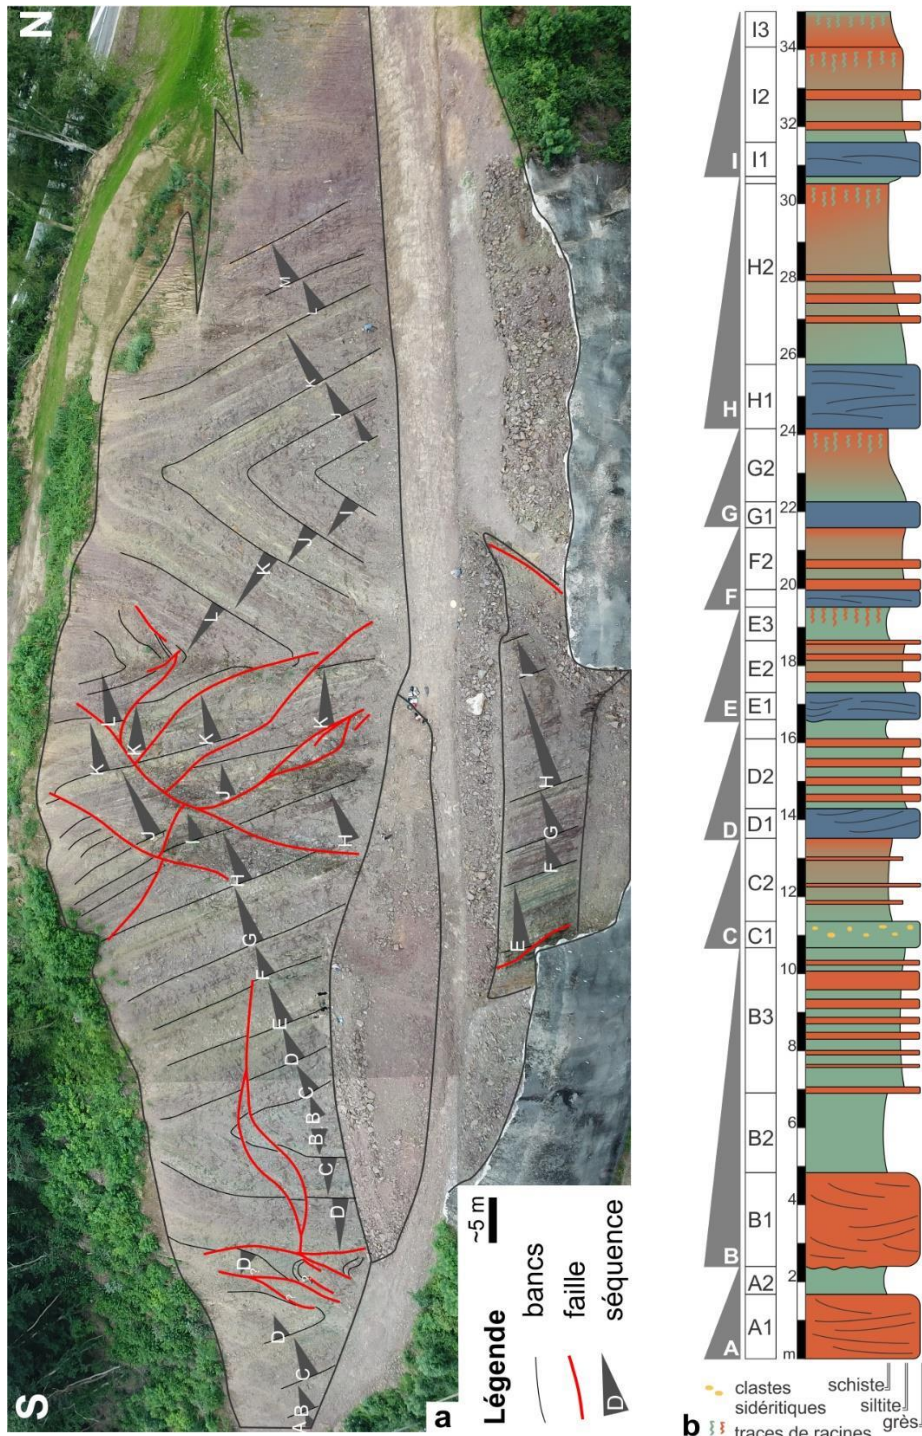 N
M
L
K
J
J
J
K
L
L
K
K
K
K
J
J
I
H
H
G
F
E
D
C
B
B
C
D
D
D
C
B
A
I
H
G
F
E
S
a
Légende
~5 m
bancs
faille
séquence
D
I3
34
I2
32
I
I1
30
H2
28
26
H
H1
24
G2
22
G
G1
F2
20
F
E3
18
E2
E
E1
16
D2
D
D1
14
C2
12
C
C1
10
B3
8
6
B2
4
B1
B
2
A2
A1
A
m
b
clastes
sidéritiques
traces de racines
schiste
siltite
grès